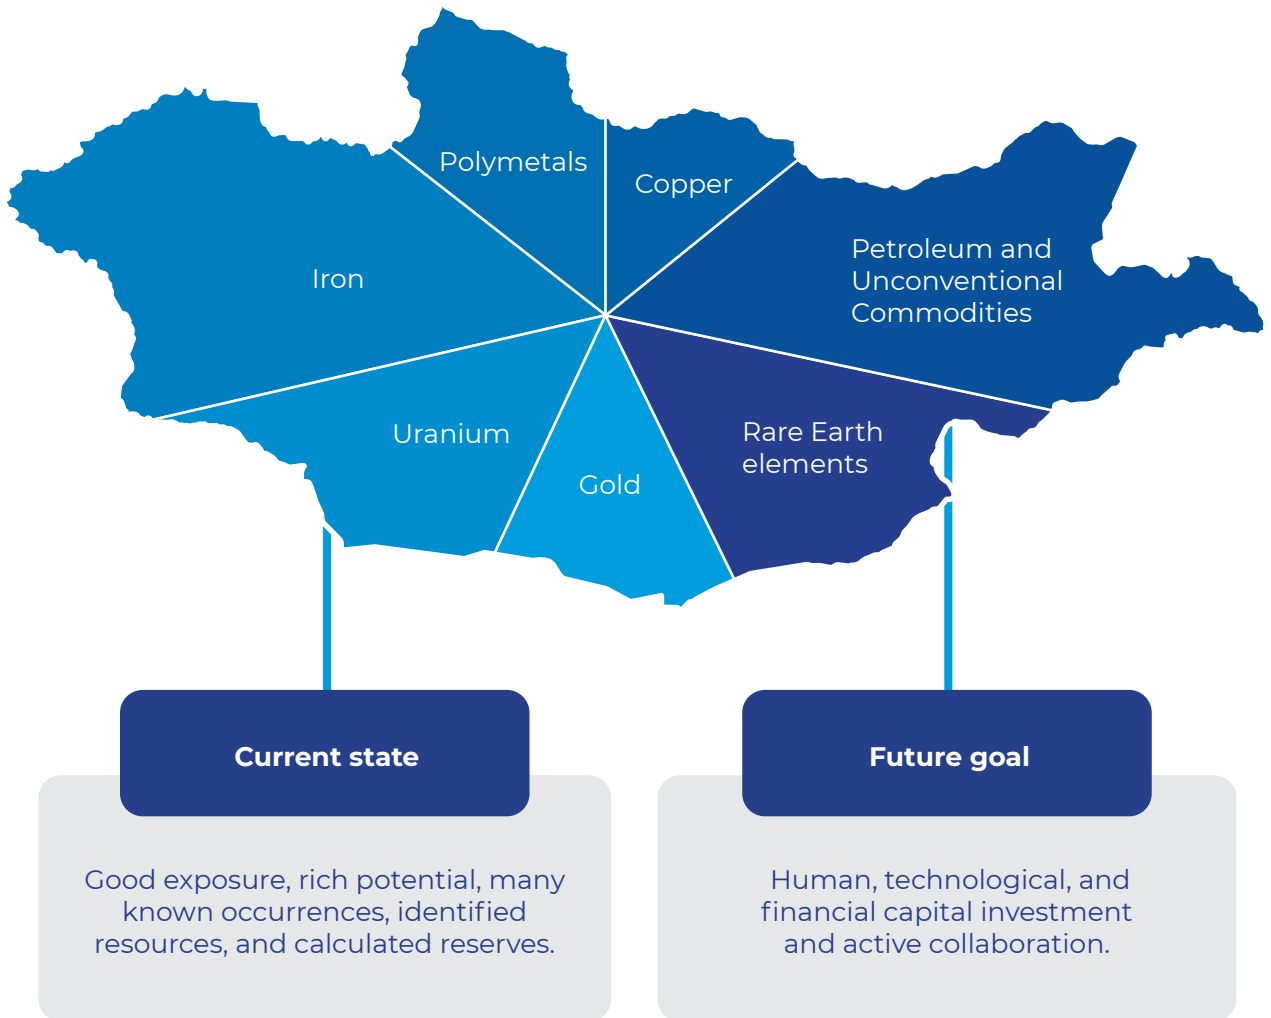 Polymetals
Copper
Petroleum and
Unconventional
Commodities
Iron
Uranium
Rare Earth
elements
Gold
Current state
Good exposure, rich potential, many
known occurrences, identified
resources, and calculated reserves.
Future goal
Human, technological, and
financial capital investment
and active collaboration.